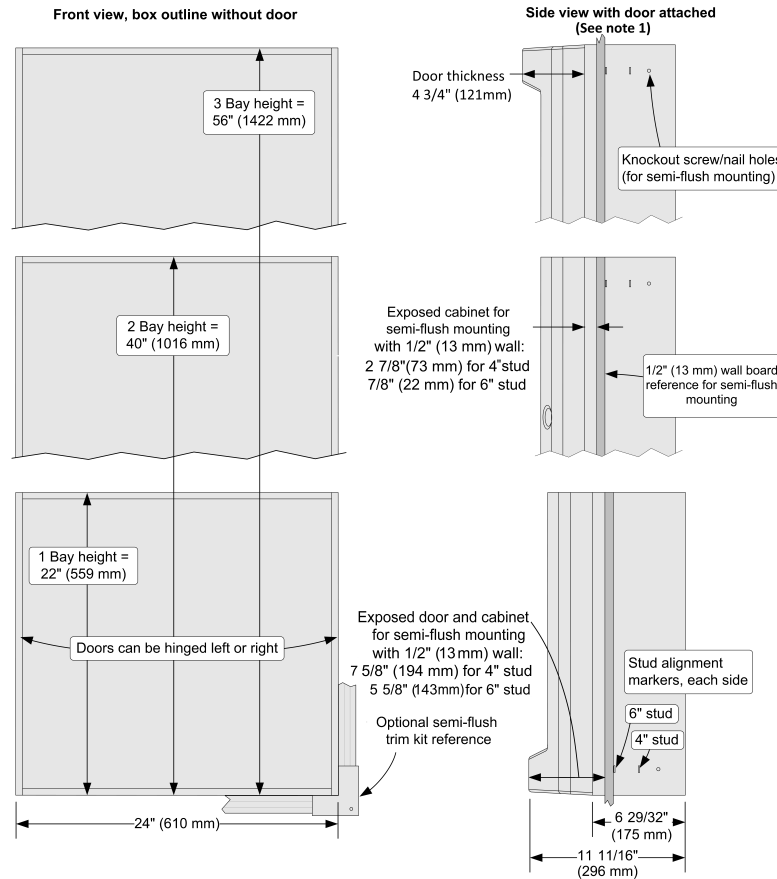 Front view, box outline without door
Side view with door attached
(See note 1)
3 Bay height =
56" (1422 mm)
Door thickness
4 3/4" (121mm)
Knockout screw/nail holes
(for semi-flush mounting)
2 Bay height =
40" (1016 mm)
Exposed cabinet for
semi-flush mounting
with 1/2" (13 mm) wall:
2 7/8"(73 mm) for 4"stud
7/8" (22 mm) for 6" stud
1/2" (13 mm) wall board
reference for semi-flush
mounting
1 Bay height =
22" (559 mm)
Doors can be hinged left or right
Exposed door and cabinet
for semi-flush mounting
with 1/2" (13mm) wall:
7 5/8" (194 mm) for 4" stud
5 5/8" (143mm)for 6" stud
Optional semi-flush
trim kit reference
Stud alignment
markers, each side
6" stud
4" stud
24" (610 mm)
6 29/32"
(175 mm)
11 11/16"
(296 mm)